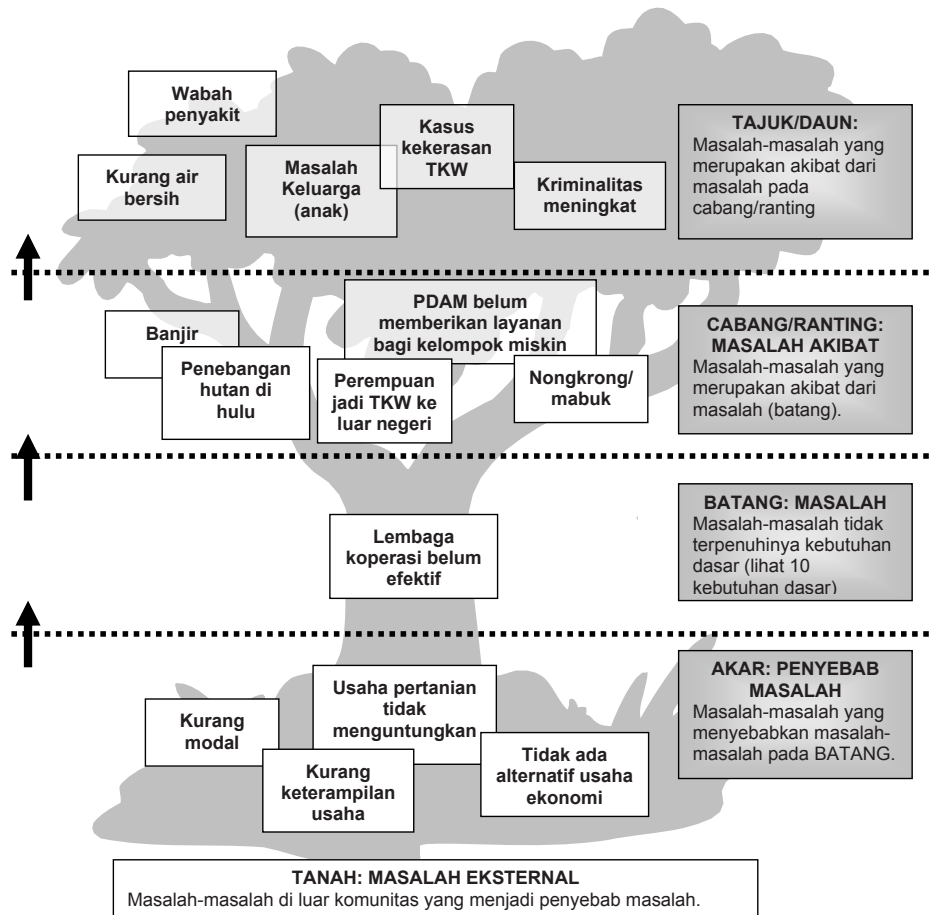 Wabah
penyakit
Kurang air
bersih
Masalah
Keluarga
(anak)
Kasus
kekerasan
TKW
Kriminalitas
meningkat
TAJUK/DAUN:
Masalah-masalah yang
merupakan akibat dari
masalah pada
cabang/ranting
Banjir
Penebangan
hutan di
hulu
PDAM belum
memberikan layanan
bagi kelompok miskin
Perempuan
jadi TKW ke
luar negeri
Nongkrong/
mabuk
CABANG/RANTING:
MASALAH AKIBAT
Masalah-masalah yang
merupakan akibat dari
masalah (batang).
Lembaga
koperasi belum
efektif
BATANG: MASALAH
Masalah-masalah tidak
terpenuhinya kebutuhan
dasar (lihat 10
kebutuhan dasar)
Kurang
modal
Usaha pertanian
tidak
menguntungkan
Kurang
keterampilan
usaha
Tidak ada
alternatif usaha
ekonomi
AKAR: PENYEBAB
MASALAH
Masalah-masalah yang
menyebabkan masalah-
masalah pada BATANG.
TANAH: MASALAH EKSTERNAL
Masalah-masalah di luar komunitas yang menjadi penyebab masalah.